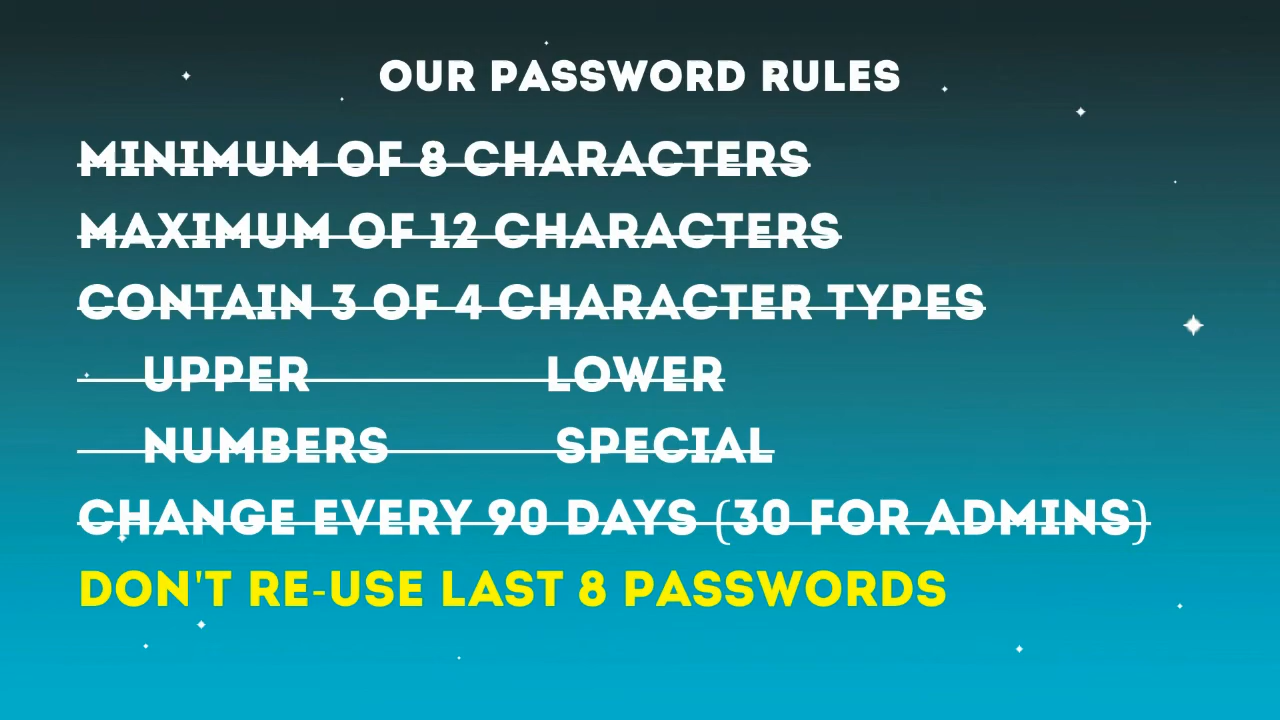 OUR PASSWORD RULES
MINIMUM OF 8 CHARACTERS
MAXIMUM OF 12 CHARACTERS
CONTAIN 3 OF 4 CHARACTER TYPES
UPPER LOWER
NUMBERS SPECIAL
CHANGE EVERY 90 DAYS (30 FOR ADMINS)
DON'T RE-USE LAST 8 PASSWORDS